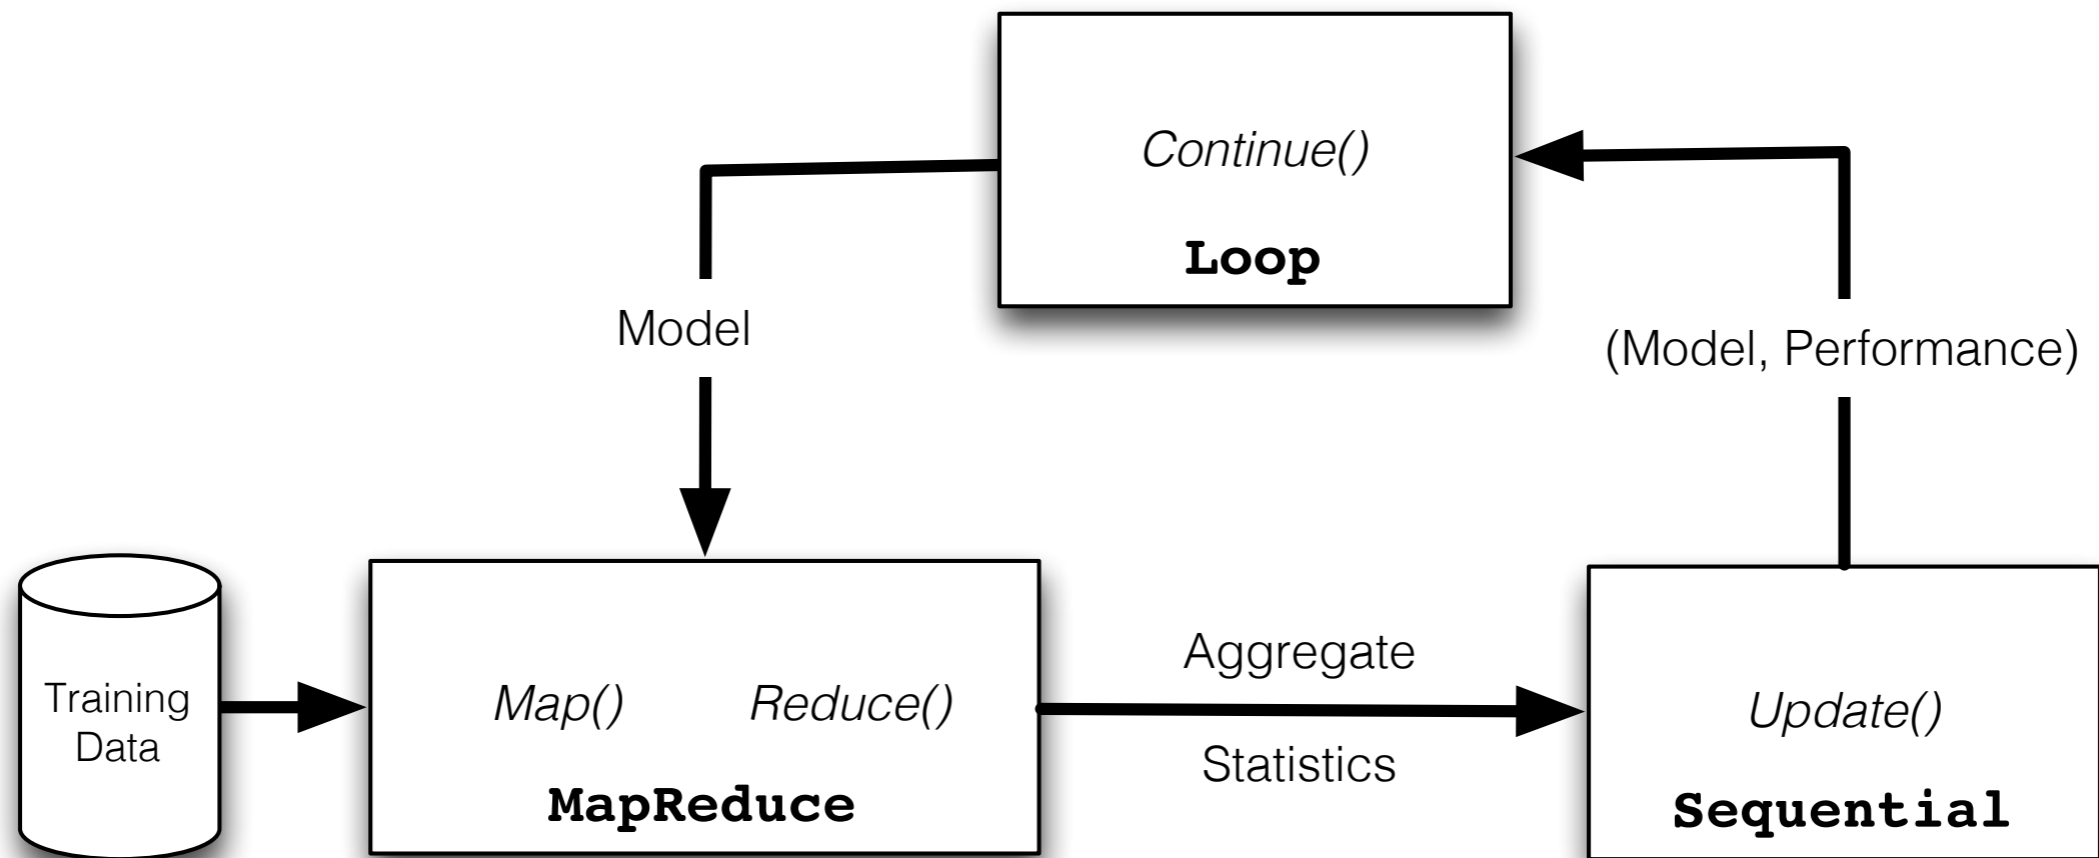 Continue()
Loop
Model
(Model, Performance)
Training
Data
Map() Reduce()
MapReduce
Aggregate
Statistics
Update()
Sequential